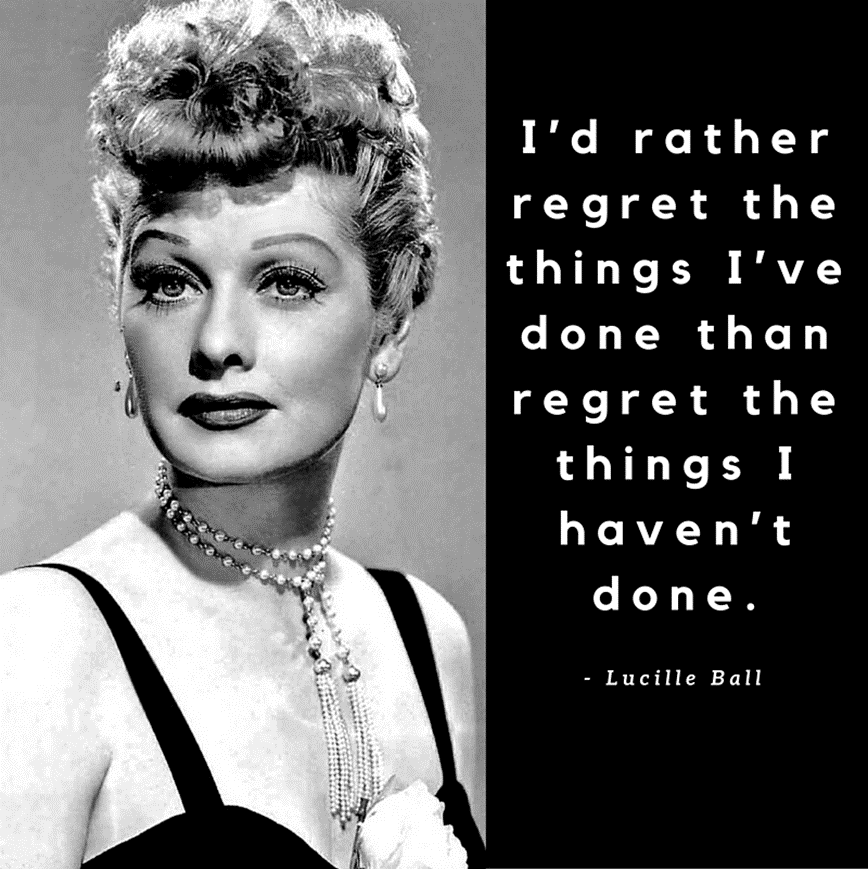 I’d rather
regret the
things I’ve
done than
regret the
things I
haven’t
done.
- Lucille Ball